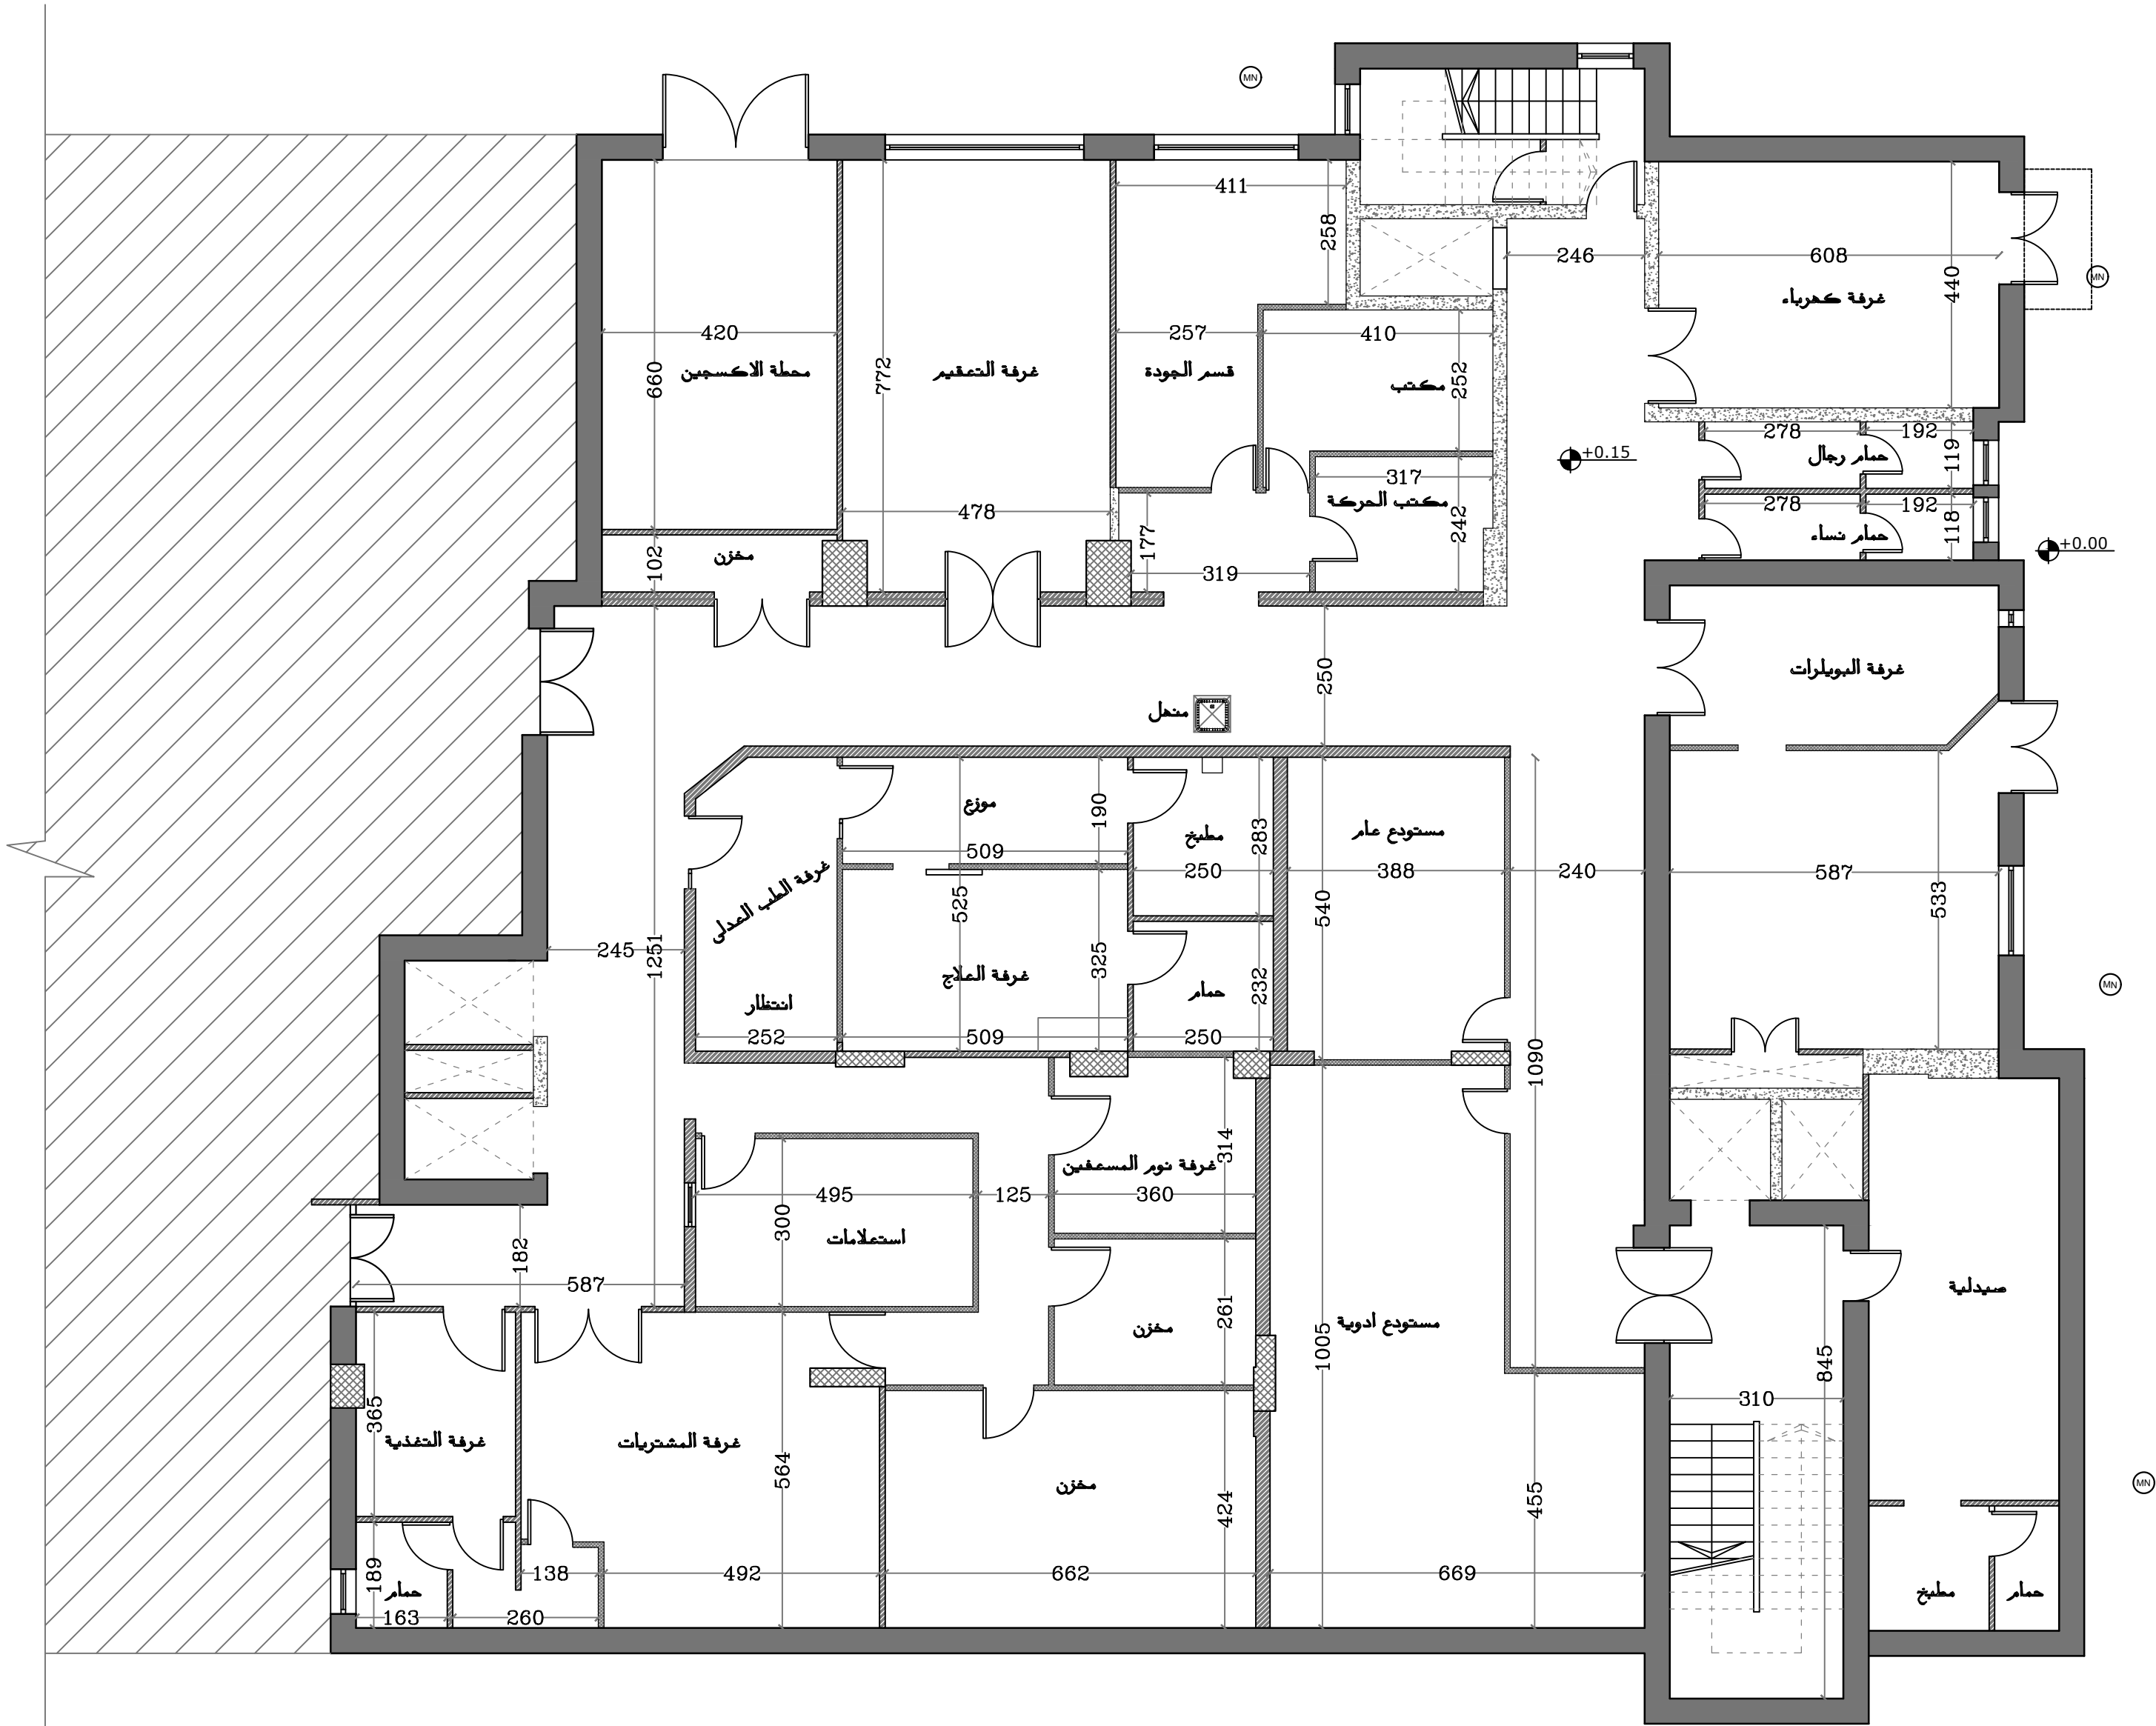 MN
411
258
246
608
440
MN
غرفة كهرباء
420
257
410
محطة الاكسجين
660
غرفة التعقيم
772
قسم الجودة
مكتب
252
278
192
حمام رجال
119
+0.15
317
مكتب الحركة
242
278
192
حمام نساء
118
+0.00
478
177
319
مخزن
102
250
منهل
غرفة البويلرات
موزع
190
509
مطبخ
283
250
مستودع عام
388
240
587
533
غرفة الطب العدلي
525
540
245
1251
غرفة العلاج
325
حمام
232
انتظار
252
509
250
MN
1090
314
غرفة نوم المسعفين
495
125
360
300
استعلامات
182
587
261
مخزن
مستودع ادوية
1005
صيدلية
845
310
365
غرفة التغذية
غرفة المشتريات
564
مخزن
424
455
MN
189
حمام
138
492
662
669
163
260
مطبخ
حمام